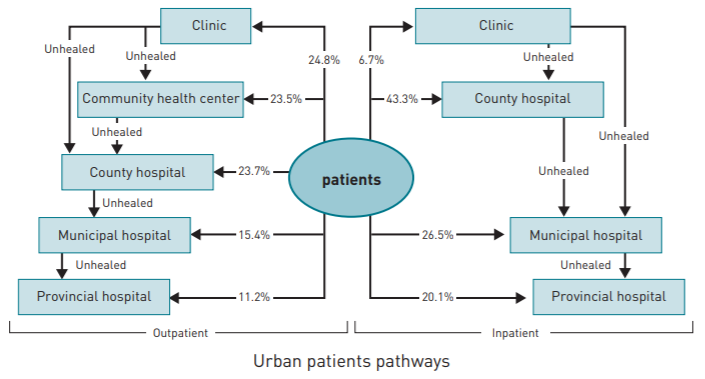 Clinic
Clinic
Unhealed
Unhealed
24.8%
6.7%
Unhealed
Community health center
23.5%
43.3%
County hospital
Unhealed
Unhealed
County hospital
23.7%
patients
Unhealed
Unhealed
Municipal hospital
15.4%
26.5%
Municipal hospital
Unhealed
Unhealed
Provincial hospital
11.2%
20.1%
Provincial hospital
Outpatient
Inpatient
Urban patients pathways